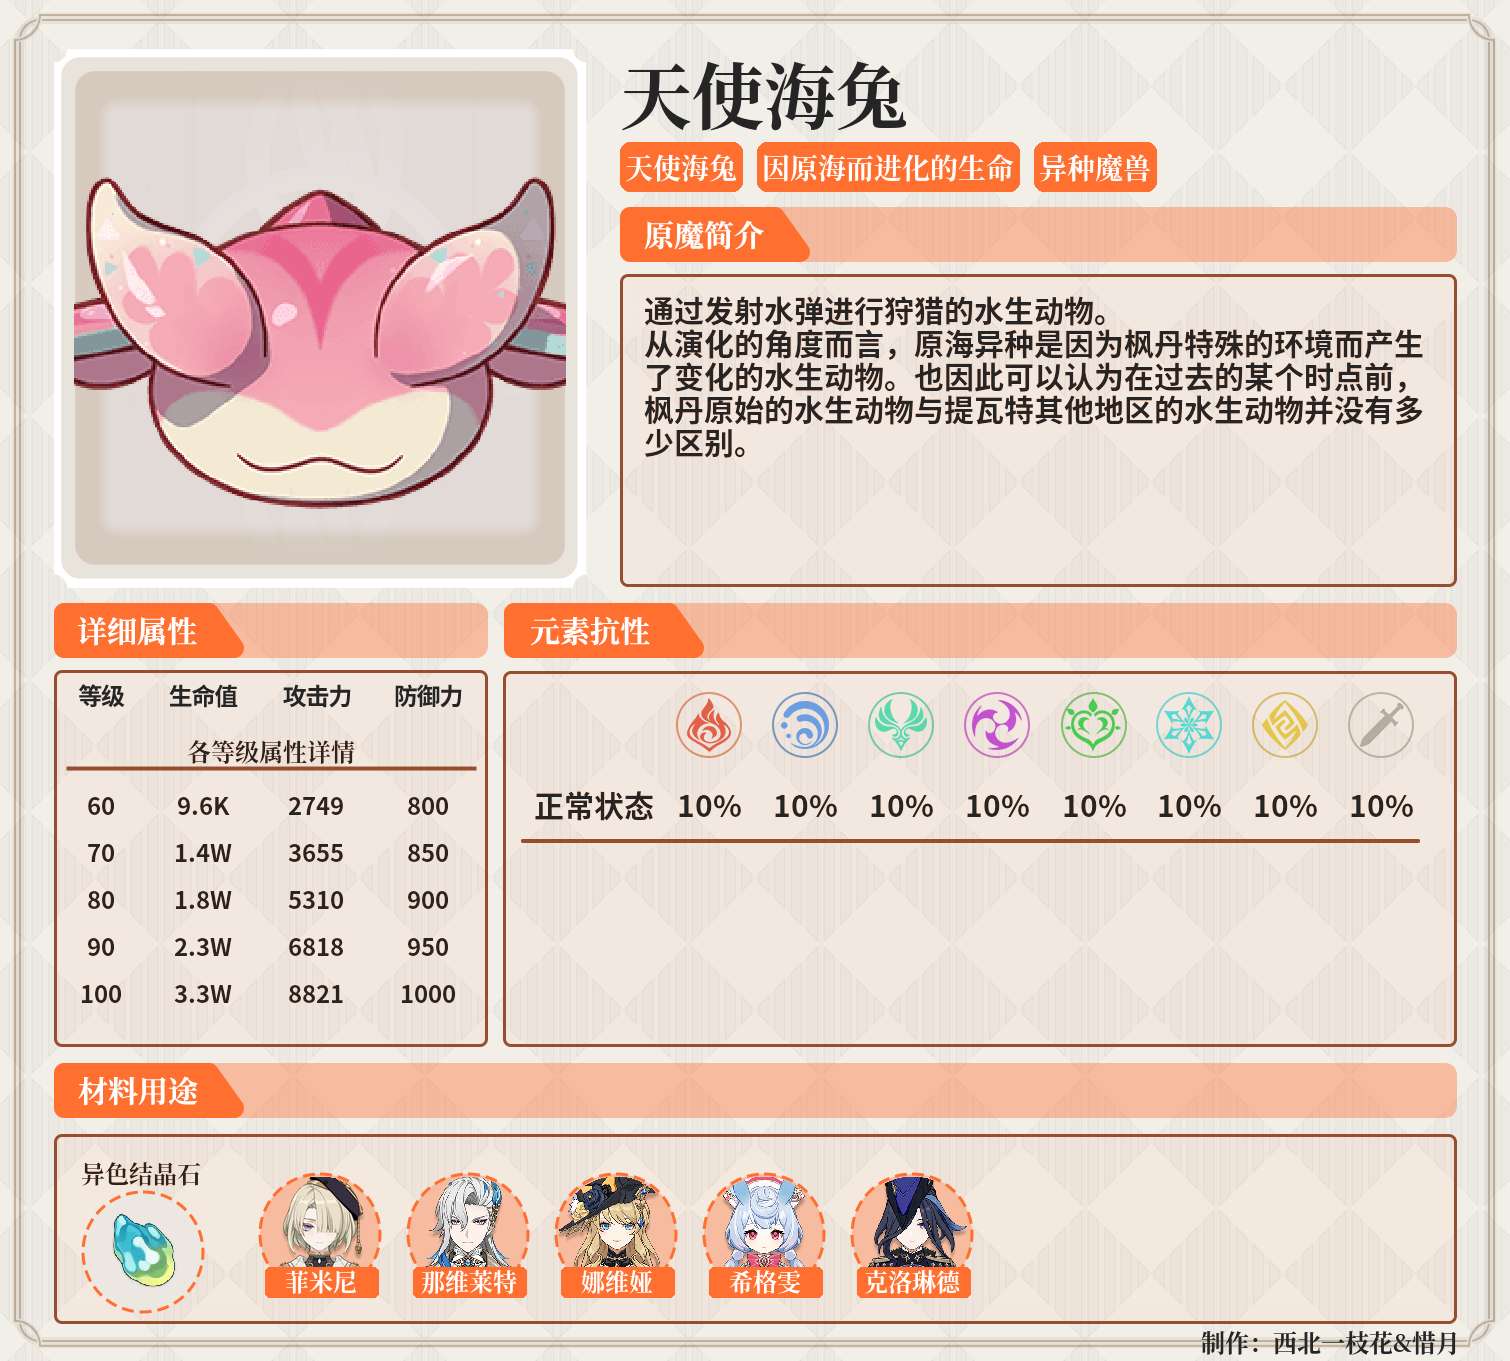 天使海兔
天使海兔 因原海而进化的生命 异种魔兽
原魔简介
通过发射水弹进行狩猎的水生动物。
从演化的角度而言，原海异种是因为枫丹特殊的环境而产生
了变化的水生动物。也因此可以认为在过去的某个时点前，
枫丹原始的水生动物与提瓦特其他地区的水生动物并没有多
少区别。
详细属性
等级 生命值 攻击力 防御力
各等级属性详情
60 9.6K 2749 800
70 1.4W 3655 850
80 1.8W 5310 900
90 2.3W 6818 950
100 3.3W 8821 1000
元素抗性
正常状态 10% 10% 10% 10% 10% 10% 10% 10%
材料用途
异色结晶石
菲米尼 那维莱特 娜维娅 希格雯 克洛琳德
制作：西北一枝花&惜月